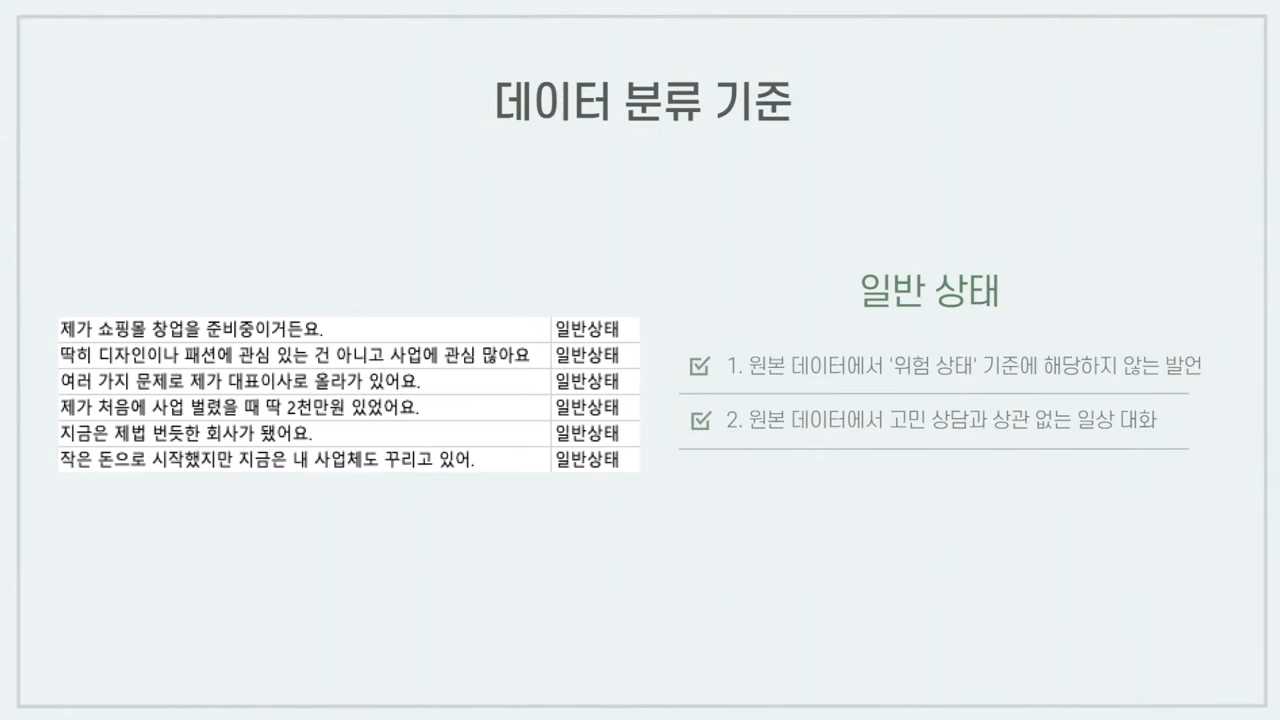 데이터 분류 기준
제가 쇼핑몰 창업을 준비중이거든요. 일반상태
딱히 디자인이나 패션에 관심 있는 건 아니고 사업에 관심 많아요 일반상태
여러 가지 문제로 제가 대표이사로 올라가 있어요. 일반상태
제가 처음에 사업 벌렸을 때 딱 2천만원 있었어요. 일반상태
지금은 제법 번듯한 회사가 됐어요. 일반상태
작은 돈으로 시작했지만 지금은 내 사업체도 꾸리고 있어. 일반상태
일반 상태
1. 원본 데이터에서 '위험 상태' 기준에 해당하지 않는 발언
2. 원본 데이터에서 고민 상담과 상관 없는 일상 대화